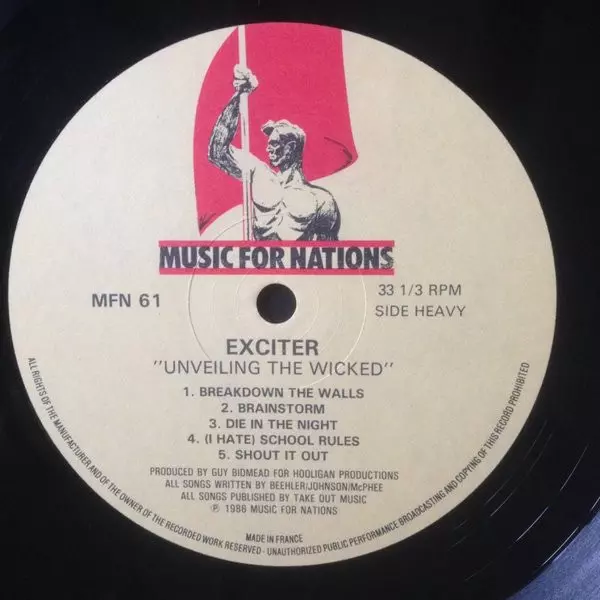 MUSIC FOR NATIONS
MFN 61
33 1/3 RPM
SIDE HEAVY
EXCITER
"UNVEILING THE WICKED"
1. BREAKDOWN THE WALLS
2. BRAINSTORM
3. DIE IN THE NIGHT
4. (I HATE) SCHOOL RULES
5. SHOUT IT OUT
PRODUCED BY GUY BIDMEAD FOR HOOLIGAN PRODUCTIONS
ALL SONGS WRITTEN BY BEEHLER/JOHNSON/McPHEE
ALL SONGS PUBLISHED BY TAKE OUT MUSIC
℗ 1986 MUSIC FOR NATIONS
MADE IN FRANCE
ALL RIGHTS OF THE MANUFACTURER AND OF THE OWNER OF THE RECORDED WORK RESERVED - UNAUTHORIZED PUBLIC PERFORMANCE BROADCASTING AND COPYING OF THIS RECORD PROHIBITED